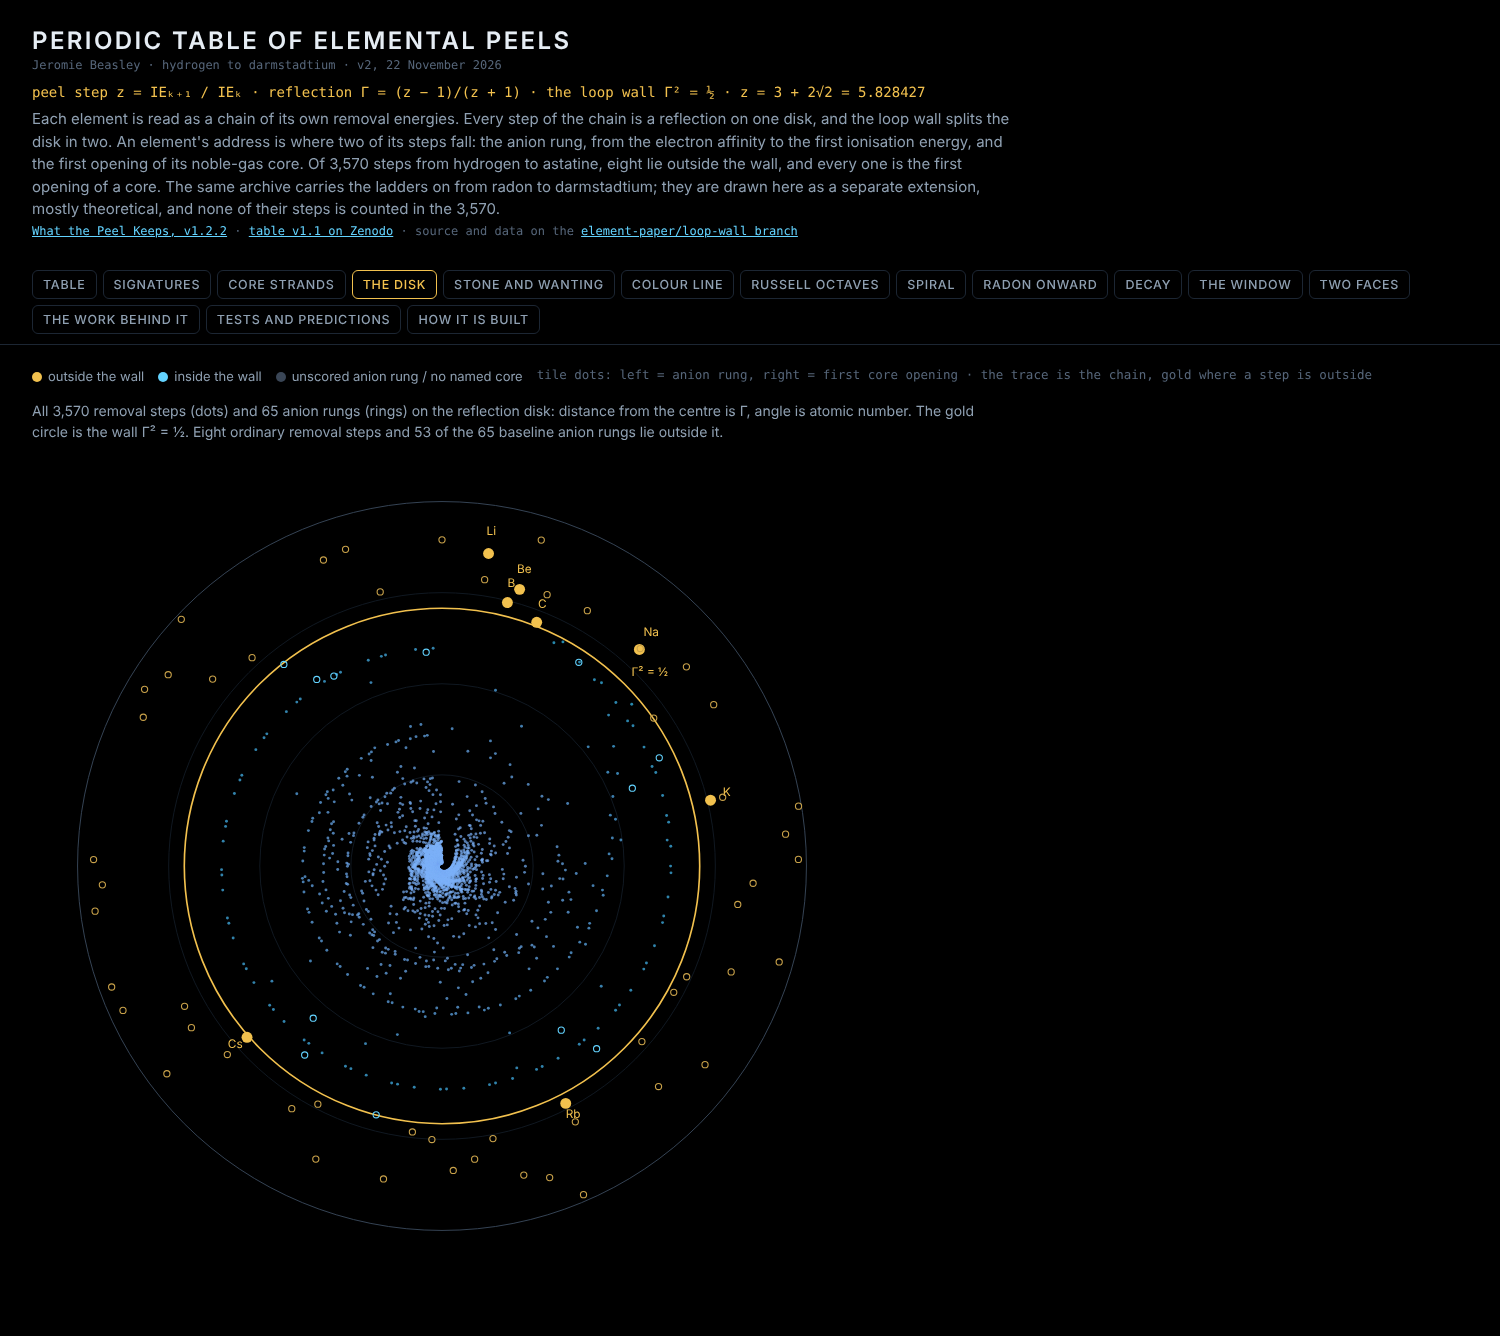 PERIODIC TABLE OF ELEMENTAL PEELS
Jeromie Beasley · hydrogen to darmstadtium · v2, 22 November 2026
peel step z = IEₖ₊₁ / IEₖ · reflection Γ = (z − 1)/(z + 1) · the loop wall Γ² = ½ · z = 3 + 2√2 = 5.828427
Each element is read as a chain of its own removal energies. Every step of the chain is a reflection on one disk, and the loop wall splits the
disk in two. An element's address is where two of its steps fall: the anion rung, from the electron affinity to the first ionisation energy, and
the first opening of its noble-gas core. Of 3,570 steps from hydrogen to astatine, eight lie outside the wall, and every one is the first
opening of a core. The same archive carries the ladders on from radon to darmstadtium; they are drawn here as a separate extension,
mostly theoretical, and none of their steps is counted in the 3,570.
What the Peel Keeps, v1.2.2 · table v1.1 on Zenodo · source and data on the element-paper/loop-wall branch
TABLE SIGNATURES CORE STRANDS THE DISK STONE AND WANTING COLOUR LINE RUSSELL OCTAVES SPIRAL RADON ONWARD DECAY THE WINDOW TWO FACES
THE WORK BEHIND IT TESTS AND PREDICTIONS HOW IT IS BUILT
outside the wall inside the wall unscored anion rung / no named core tile dots: left = anion rung, right = first core opening · the trace is the chain, gold where a step is outside
All 3,570 removal steps (dots) and 65 anion rungs (rings) on the reflection disk: distance from the centre is Γ, angle is atomic number. The gold
circle is the wall Γ² = ½. Eight ordinary removal steps and 53 of the 65 baseline anion rungs lie outside it.
Li
Be
B
C
Na
Γ² = ½
K
Cs
Rb